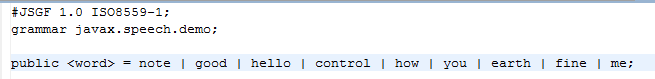 #JSGF 1.0 ISO8559-1;
grammar javax.speech.demo;
public <word> = note | good | hello | control | how | you | earth | fine | me;